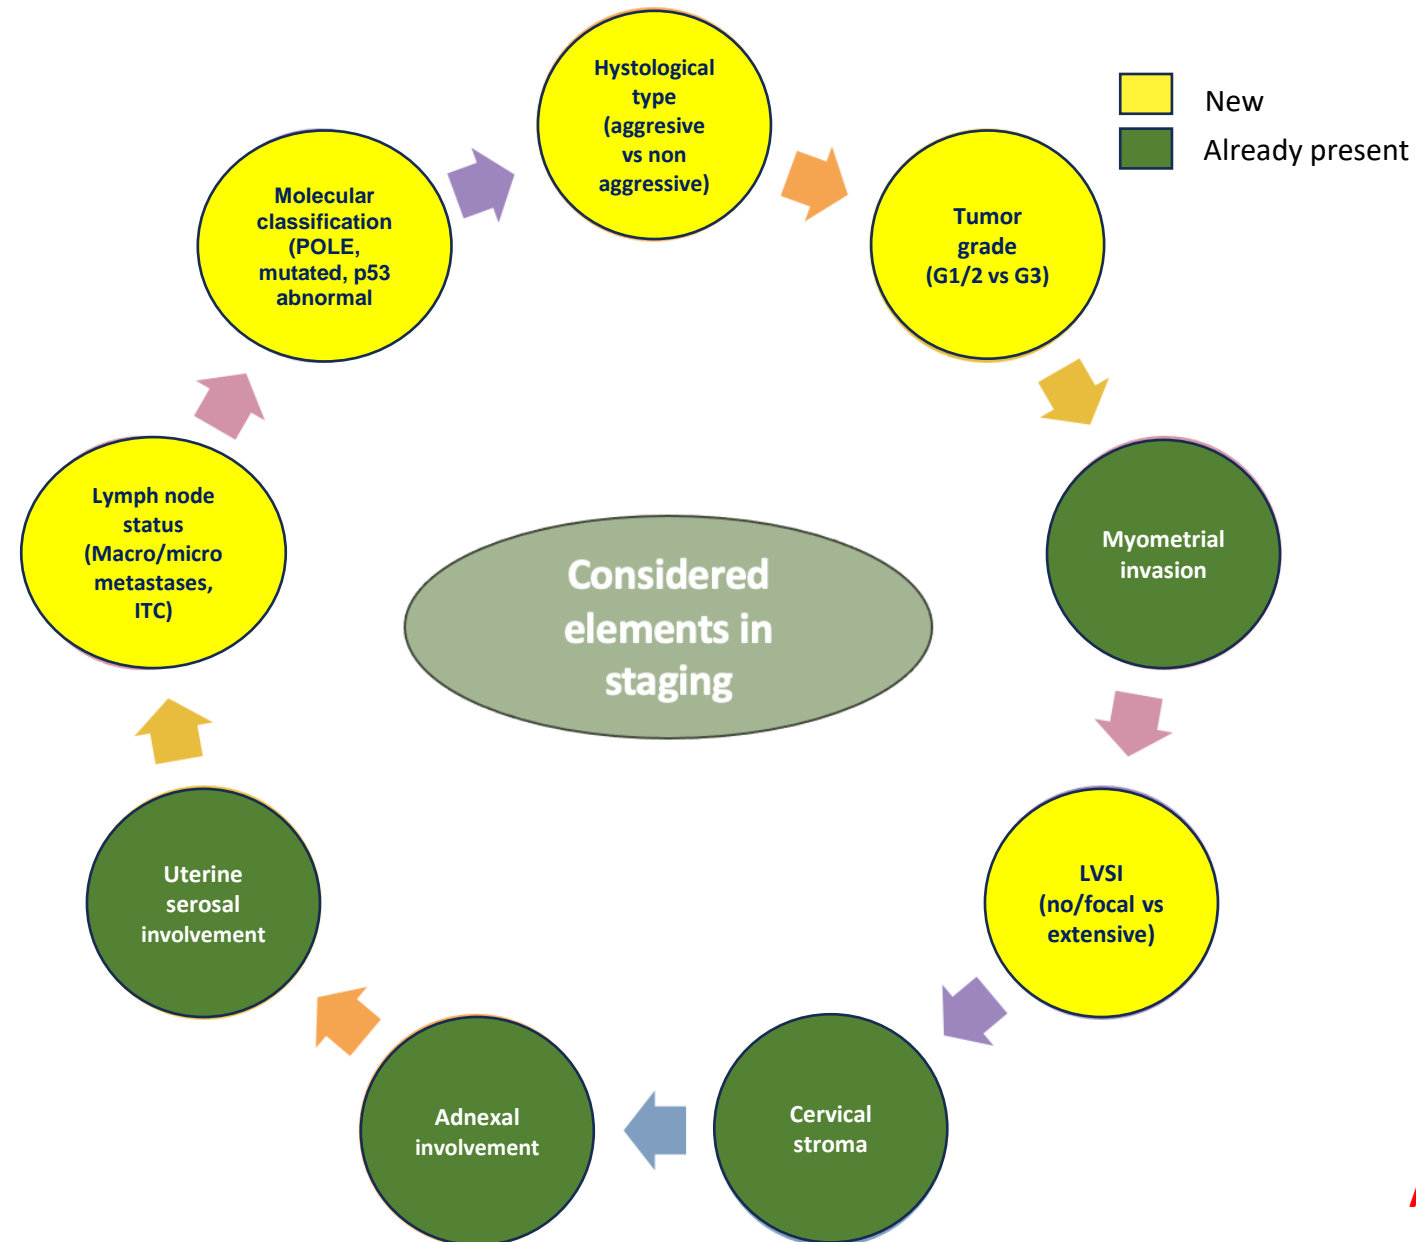 Hystological
type
(aggresive
vs non
aggressive)
New
Already present
Tumor
grade
(G1/2 vs G3)
Myometrial
invasion
LVSI
(no/focal vs
extensive)
Cervical
stroma
Adnexal
involvement
Uterine
serosal
involvement
Lymph node
status
(Macro/micro
metastases,
ITC)
Molecular
classification
(POLE,
mutated, p53
abnormal
Considered
elements in
staging